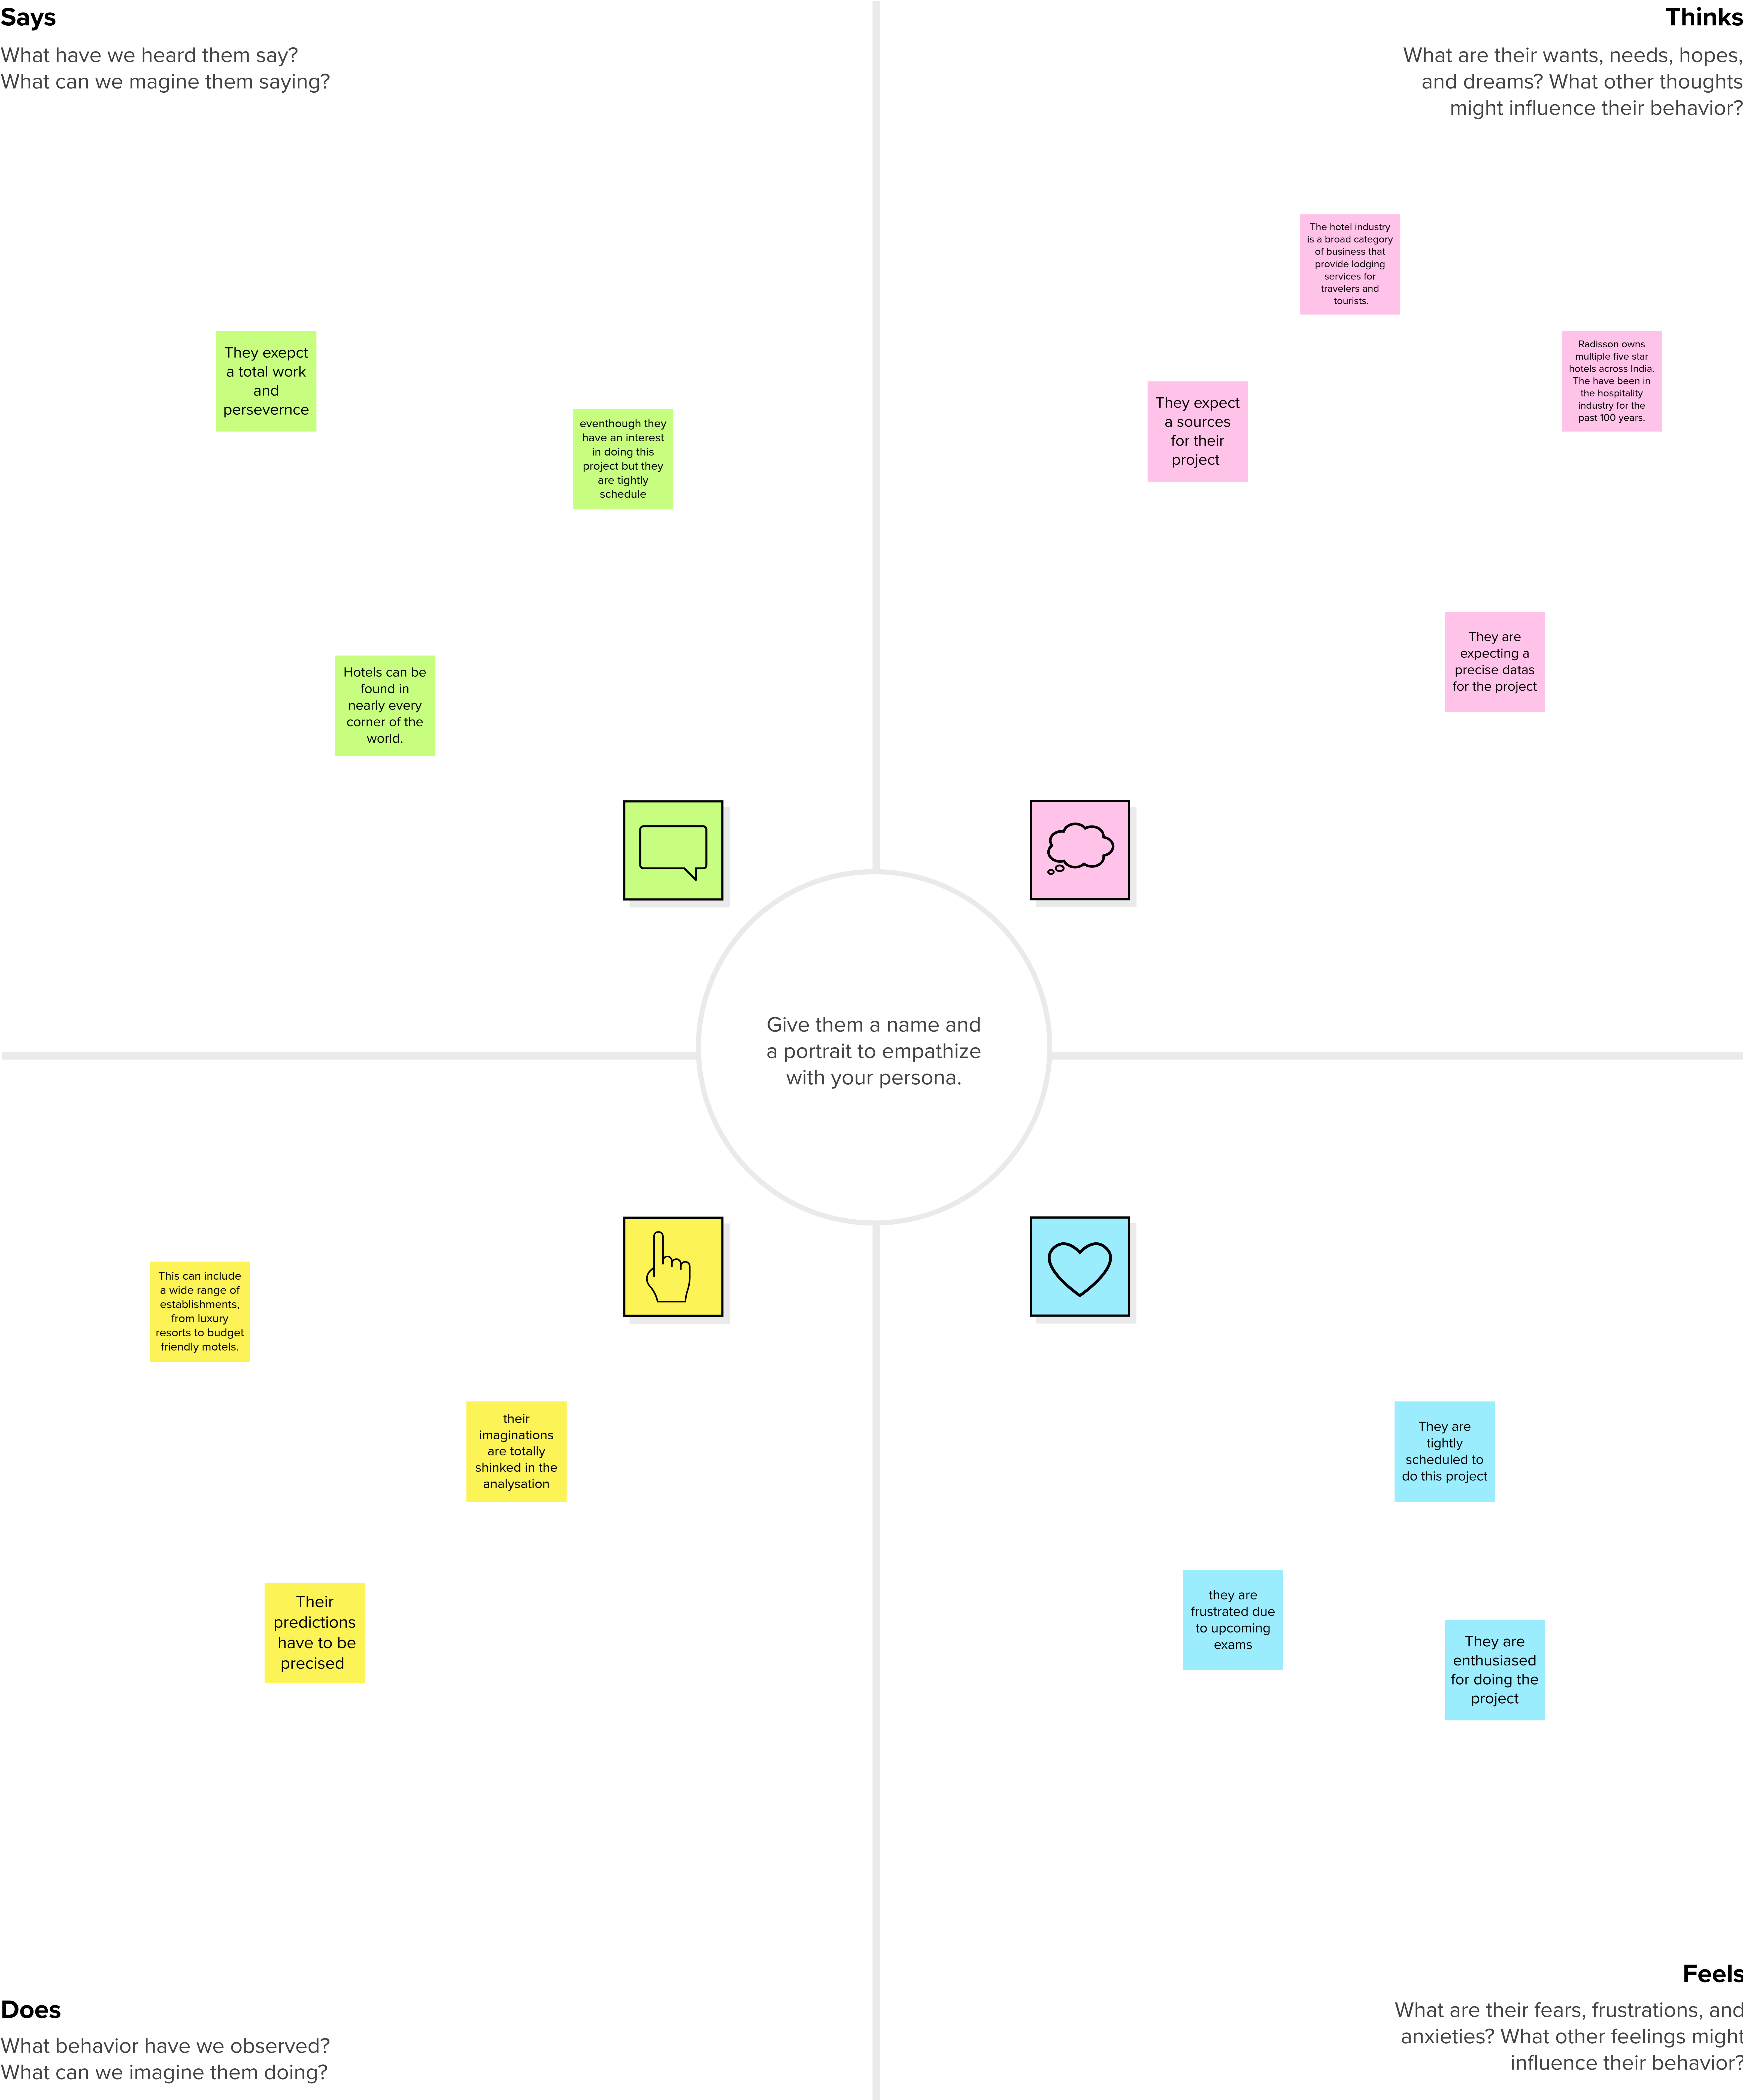 Says
What have we heard them say?
What can we magine them saying?
Thinks
What are their wants, needs, hopes,
and dreams? What other thoughts
might influence their behavior?
They exepct
a total work
and
persevernce
eventhough they
have an interest
in doing this
project but they
are tightly
schedule
Hotels can be
found in
nearly every
corner of the
world.
The hotel industry
is a broad category
of business that
provide lodging
services for
travelers and
tourists.
Radisson owns
multiple five star
hotels across India.
The have been in
the hospitality
industry for the
past 100 years.
They expect
a sources
for their
project
They are
expecting a
precise datas
for the project
Give them a name and
a portrait to empathize
with your persona.
This can include
a wide range of
establishments,
from luxury
resorts to budget
friendly motels.
their
imaginations
are totally
shinked in the
analysation
Their
predictions
have to be
precised
They are
tightly
scheduled to
do this project
they are
frustrated due
to upcoming
exams
They are
enthusiased
for doing the
project
Does
What behavior have we observed?
What can we imagine them doing?
Feels
What are their fears, frustrations, and
anxieties? What other feelings might
influence their behavior?